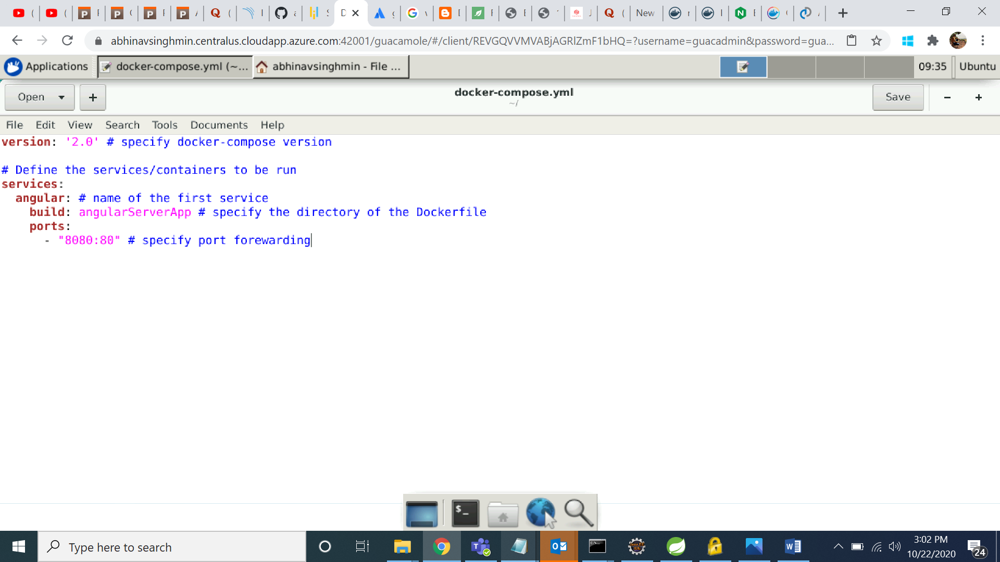 New
abhinavsinghmin.centralus.cloudapp.azure.com:42001/guacamole/#/client/REVGQVVMVABjAGRlZmF1bHQ=?username=guacadmin&password=gua...
Applications
docker-compose.yml (~...
abhinavsinghmin - File ...
09:35
Ubuntu
Open
docker-compose.yml
~/
Save
File Edit View Search Tools Documents Help
version: '2.0' # specify docker-compose version
# Define the services/containers to be run
services:
angular: # name of the first service
build: angularServerApp # specify the directory of the Dockerfile
ports:
- "8080:80" # specify port forewarding
Type here to search
3:02 PM
10/22/2020
24